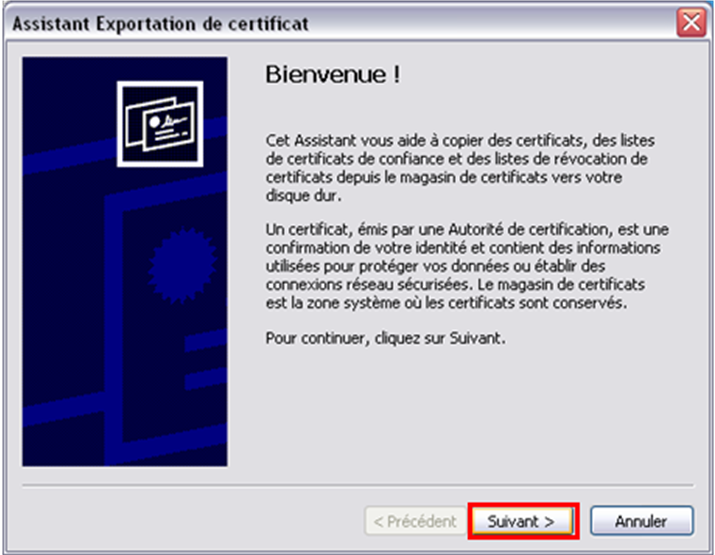 Assistant Exportation de certificat
Bienvenue !
Cet Assistant vous aide à copier des certificats, des listes
de certificats de confiance et des listes de révocation de
certificats depuis le magasin de certificats vers votre
disque dur.
Un certificat, émis par une Autorité de certification, est une
confirmation de votre identité et contient des informations
utilisées pour protéger vos données ou établir des
connexions réseau sécurisées. Le magasin de certificats
est la zone système où les certificats sont conservés.
Pour continuer, cliquez sur Suivant.
< Précédent Suivant > Annuler